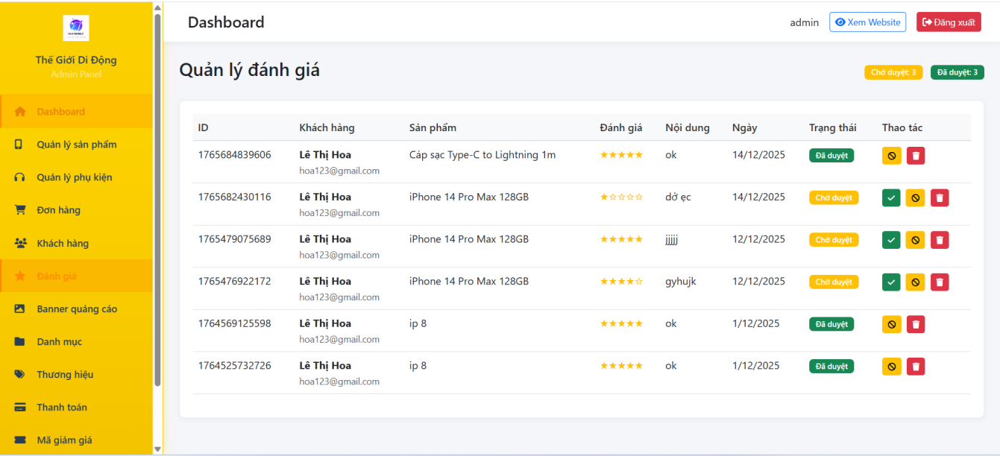 Thế Giới Di Động
Admin Panel
Dashboard
Quản lý sản phẩm
Quản lý phụ kiện
Đơn hàng
Khách hàng
Đánh giá
Banner quảng cáo
Danh mục
Thương hiệu
Thanh toán
Mã giảm giá
Dashboard
admin Xem Website Đăng xuất
Quản lý đánh giá
Chờ duyệt: 3 Đã duyệt: 3
ID Khách hàng Sản phẩm Đánh giá Nội dung Ngày Trạng thái Thao tác
1765684839606 Lê Thị Hoa Cáp sạc Type-C to Lightning 1m ★★★★★ ok 14/12/2025 Đã duyệt
hoa123@gmail.com
1765682430116 Lê Thị Hoa iPhone 14 Pro Max 128GB ★☆☆☆☆ dở ẹc 14/12/2025 Chờ duyệt
hoa123@gmail.com
1765479075689 Lê Thị Hoa iPhone 14 Pro Max 128GB ★★★★★ jjjjj 12/12/2025 Chờ duyệt
hoa123@gmail.com
1765476922172 Lê Thị Hoa iPhone 14 Pro Max 128GB ★★★★☆ gyhujk 12/12/2025 Chờ duyệt
hoa123@gmail.com
1764569125598 Lê Thị Hoa ip 8 ★★★★★ ok 1/12/2025 Đã duyệt
hoa123@gmail.com
1764525732726 Lê Thị Hoa ip 8 ★★★★★ ok 1/12/2025 Đã duyệt
hoa123@gmail.com